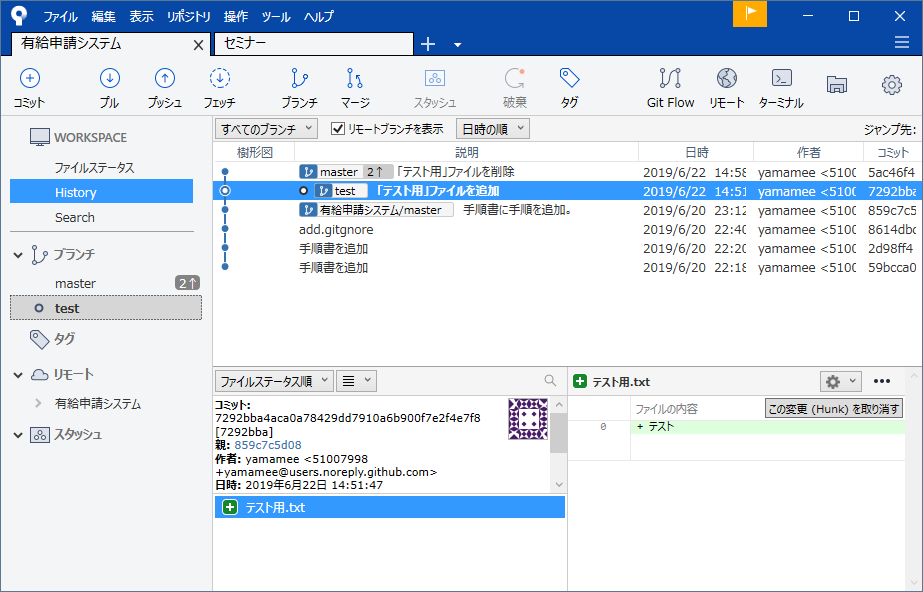 ファイル 編集 表示 リポジトリ 操作 ツール ヘルプ
有給申請システム セミナー
コミット プル プッシュ フェッチ ブランチ マージ スタッシュ 破棄 タグ Git Flow リモート ターミナル
WORKSPACE
ファイルステータス
History
Search
ブランチ
master 2↑
test
タグ
リモート
有給申請システム
スタッシュ
すべてのブランチ リモートブランチを表示 日時の順 ジャンプ先:
樹形図 説明 日時 作者 コミット
master 2↑ 「テスト用」ファイルを削除 2019/6/22 14:58 yamamee <5100 5ac46f4
test 「テスト用」ファイルを追加 2019/6/22 14:51 yamamee <5100 7292bba
有給申請システム/master 手順書に手順を追加。 2019/6/20 23:12 yamamee <5100 859c7c5
add.gitgnore 2019/6/20 22:40 yamamee <5100 8614dbc
手順書を追加 2019/6/20 22:20 yamamee <5100 2d98ff4
手順書を追加 2019/6/20 22:18 yamamee <5100 59bcca0
ファイルステータス順
コミット:
7292bba4aca0a78429dd7910a6b900f7e2f4e7f8
[7292bba]
親: 859c7c5d08
作者: yamamee <51007998
+yamamee@users.noreply.github.com>
日時: 2019年6月22日 14:51:47
テスト用.txt
テスト用.txt
ファイルの内容 この変更 (Hunk) を取り消す
0 + テスト